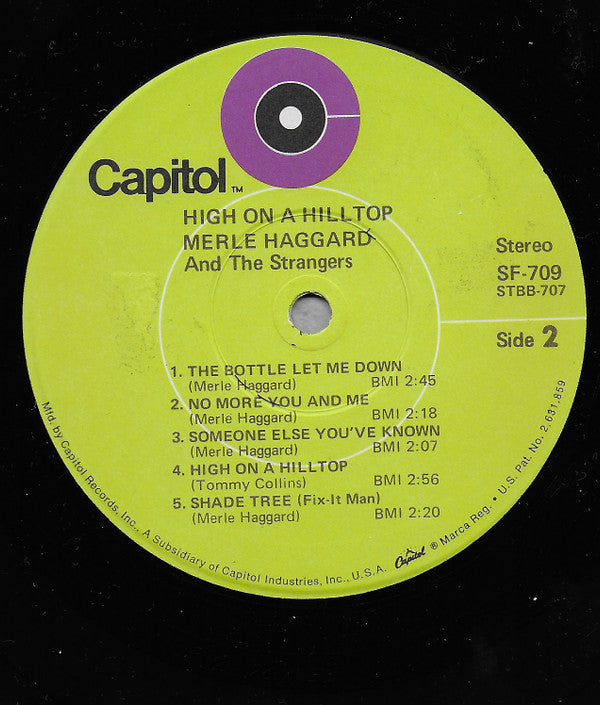 Capitol™
HIGH ON A HILLTOP
MERLE HAGGARD
And The Strangers
Stereo
SF-709
STBB-707
Side 2
1. THE BOTTLE LET ME DOWN
(Merle Haggard) BMI 2:45
2. NO MORE YOU AND ME
(Merle Haggard) BMI 2:18
3. SOMEONE ELSE YOU'VE KNOWN
(Merle Haggard) BMI 2:07
4. HIGH ON A HILLTOP
(Tommy Collins) BMI 2:56
5. SHADE TREE (Fix-It Man)
(Merle Haggard) BMI 2:20
Mfd. by Capitol Records, Inc., A Subsidiary of Capitol Industries, Inc., U.S.A. Capitol ® Marca Reg. • U.S. Pat. No. 2,631,859